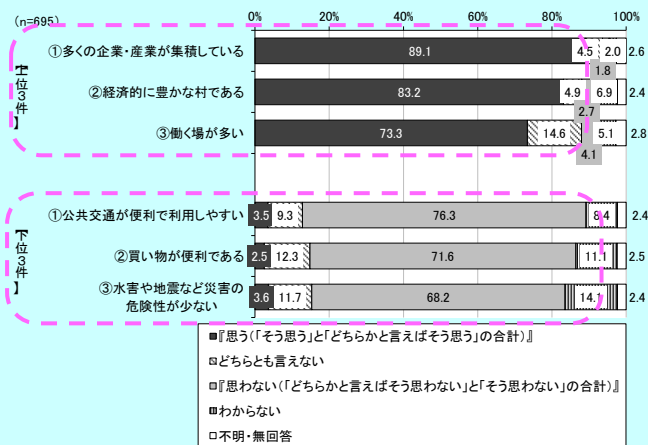 (n=695)
0% 20% 40% 60% 80% 100%
【上位3件】
①多くの企業・産業が集積している 89.1 4.5 2.0 2.6
1.8
②経済的に豊かな村である 83.2 4.9 6.9 2.4
2.7
③働く場が多い 73.3 14.6 5.1 2.8
4.1
【下位3件】
①公共交通が便利で利用しやすい 3.5 9.3 76.3 8.4 2.4
②買い物が便利である 2.5 12.3 71.6 11.1 2.5
③水害や地震など災害の
危険性が少ない 3.6 11.7 68.2 14.1 2.4
『思う(「そう思う」と「どちらかと言えばそう思う」の合計)』
どちらとも言えない
『思わない(「どちらかと言えばそう思わない」と「そう思わない」の合計)』
わからない
不明・無回答